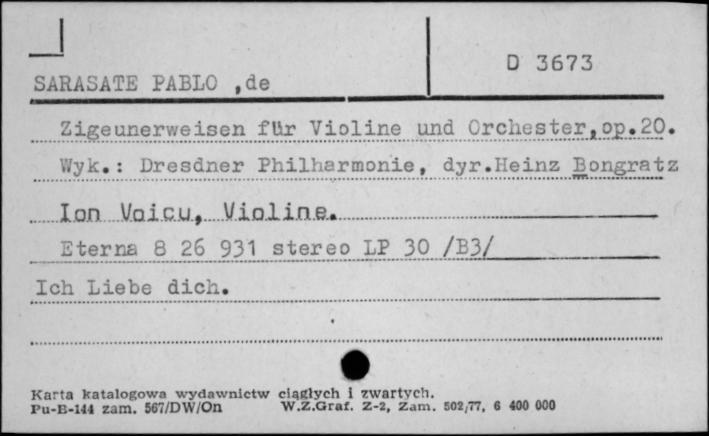 D 3673
SARASATE PABLO ,de
Zigeunerweisen für Violine und Orchester,op.20.
Wyk.: Dresdner Philharmonie, dyr.Heinz Bongratz
Ion Voicu, Violine.
Eterna 8 26 931 stereo LP 30 /B3/
Ich Liebe dich.
Karta katalogowa wydawnictw ciągłych i zwartych.
Pu-E-144 zam. 567/DW/On W.Z.Graf. Z-2, Zam. 502/77, 6 400 000